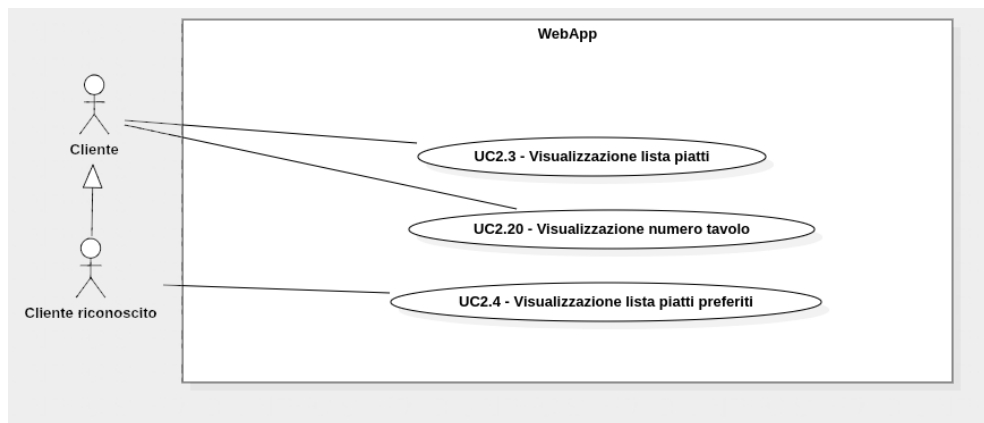 WebApp
Cliente
UC2.3 - Visualizzazione lista piatti
UC2.20 - Visualizzazione numero tavolo
UC2.4 - Visualizzazione lista piatti preferiti
Cliente riconoscito